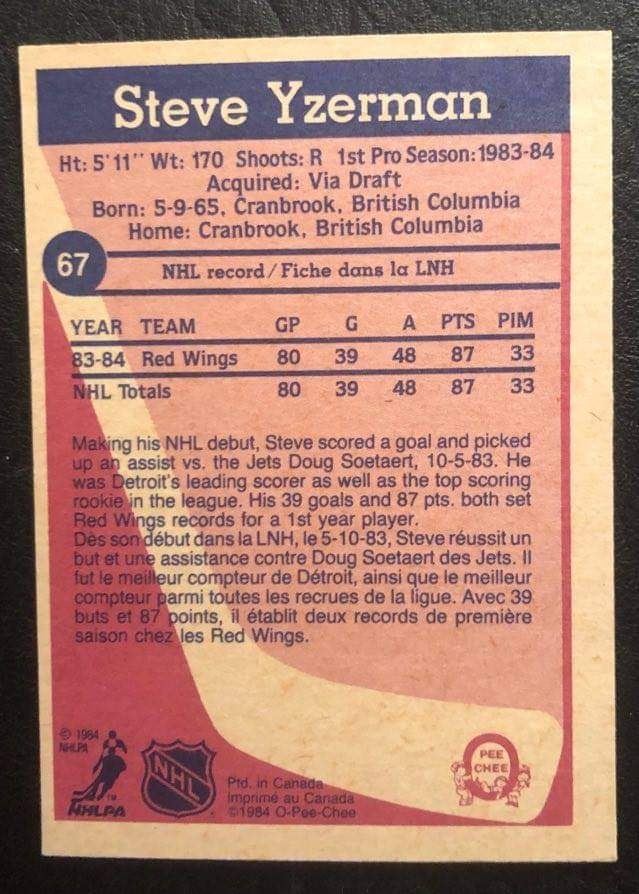 Steve Yzerman
Ht: 5'11" Wt: 170 Shoots: R 1st Pro Season: 1983-84
Acquired: Via Draft
Born: 5-9-65, Cranbrook, British Columbia
Home: Cranbrook, British Columbia
67
NHL record/Fiche dans la LNH
YEAR TEAM GP G A PTS PIM
83-84 Red Wings 80 39 48 87 33
NHL Totals 80 39 48 87 33
Making his NHL debut, Steve scored a goal and picked
up an assist vs. the Jets Doug Soetaert, 10-5-83. He
was Detroit's leading scorer as well as the top scoring
rookie in the league. His 39 goals and 87 pts. both set
Red Wings records for a 1st year player.
Dès son début dans la LNH, le 5-10-83, Steve réussit un
but et une assistance contre Doug Soetaert des Jets. Il
fut le meilleur compteur de Détroit, ainsi que le meilleur
compteur parmi toutes les recrues de la ligue. Avec 39
buts et 87 points, il établit deux records de première
saison chez les Red Wings.
© 1984
NHLPA
NHLPA
TM
NHL
Ptd. in Canada
Imprimé au Canada
©1984 O-Pee-Chee
O
PEE
CHEE